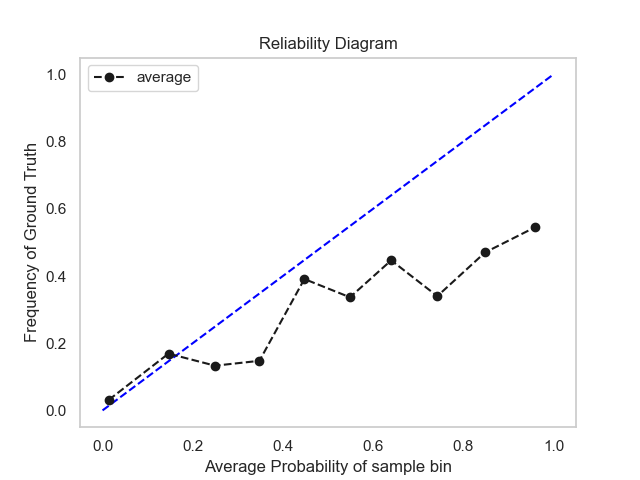 Reliability Diagram
average
Frequency of Ground Truth
1.0
0.8
0.6
0.4
0.2
0.0
0.0 0.2 0.4 0.6 0.8 1.0
Average Probability of sample bin